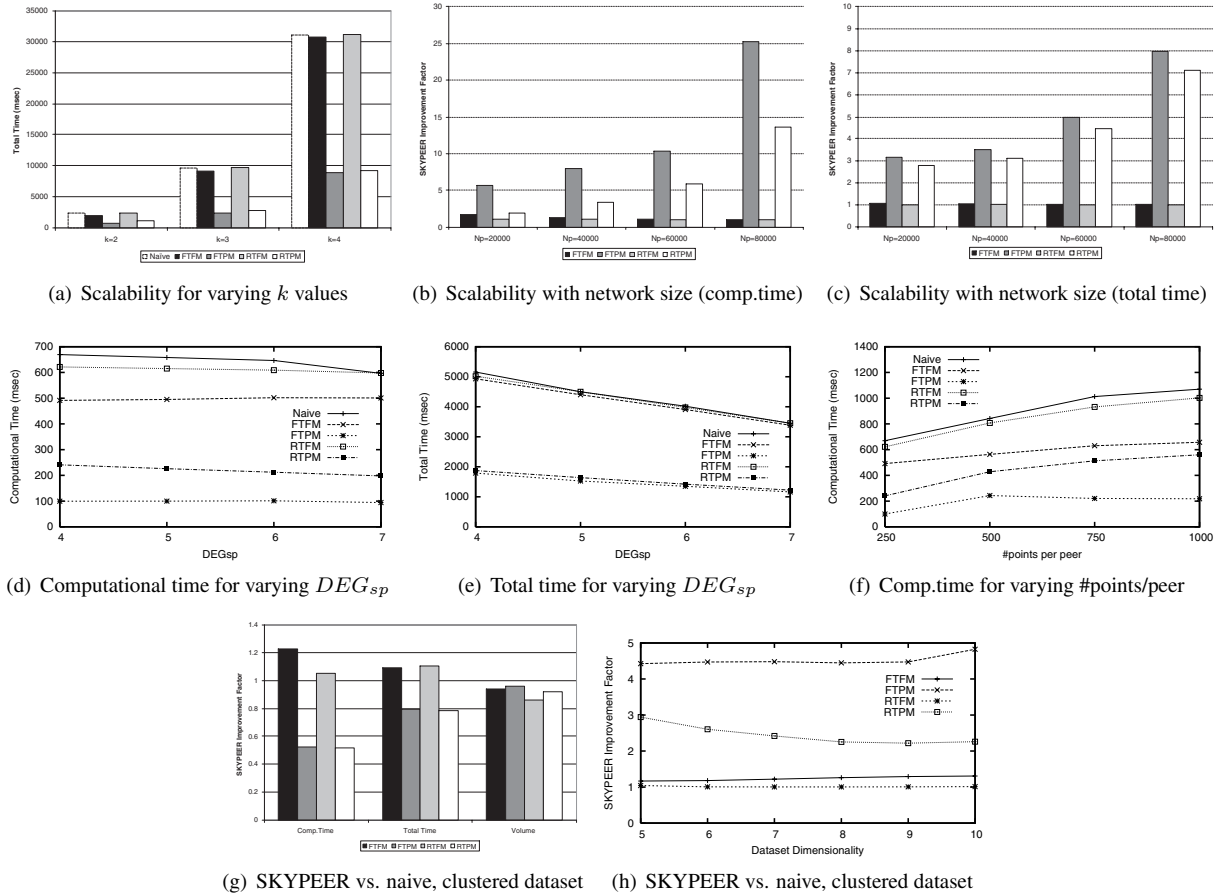 35000
30000
25000
20000
15000
10000
5000
0
Total Time (msec)
k=2 k=3 k=4
Naïve FTFM FTPM RTFM RTPM
(a) Scalability for varying k values
30
25
20
15
10
5
0
SKYPEER Improvement Factor
Np=20000 Np=40000 Np=60000 Np=80000
FTFM FTPM RTFM RTPM
(b) Scalability with network size (comp.time)
10
9
8
7
6
5
4
3
2
1
0
SKYPEER Improvement Factor
Np=20000 Np=40000 Np=60000 Np=80000
FTFM FTPM RTFM RTPM
(c) Scalability with network size (total time)
700
600
500
400
300
200
100
0
Computational Time (msec)
Naive
FTFM
FTPM
RTFM
RTPM
4 5 6 7
DEGsp
(d) Computational time for varying DEGsp
6000
5000
4000
3000
2000
1000
0
Total Time (msec)
Naive
FTFM
FTPM
RTFM
RTPM
4 5 6 7
DEGsp
(e) Total time for varying DEGsp
1400
1200
1000
800
600
400
200
0
Computational Time (msec)
Naive
FTFM
FTPM
RTFM
RTPM
250 500 750 1000
#points per peer
(f) Comp.time for varying #points/peer
1.4
1.2
1
0.8
0.6
0.4
0.2
0
SKYPEER Improvement Factor
Comp.Time Total Time Volume
FTFM FTPM RTFM RTPM
(g) SKYPEER vs. naive, clustered dataset
5
4
3
2
1
0
SKYPEER Improvement Factor
FTFM
FTPM
RTFM
RTPM
5 6 7 8 9 10
Dataset Dimensionality
(h) SKYPEER vs. naive, clustered dataset